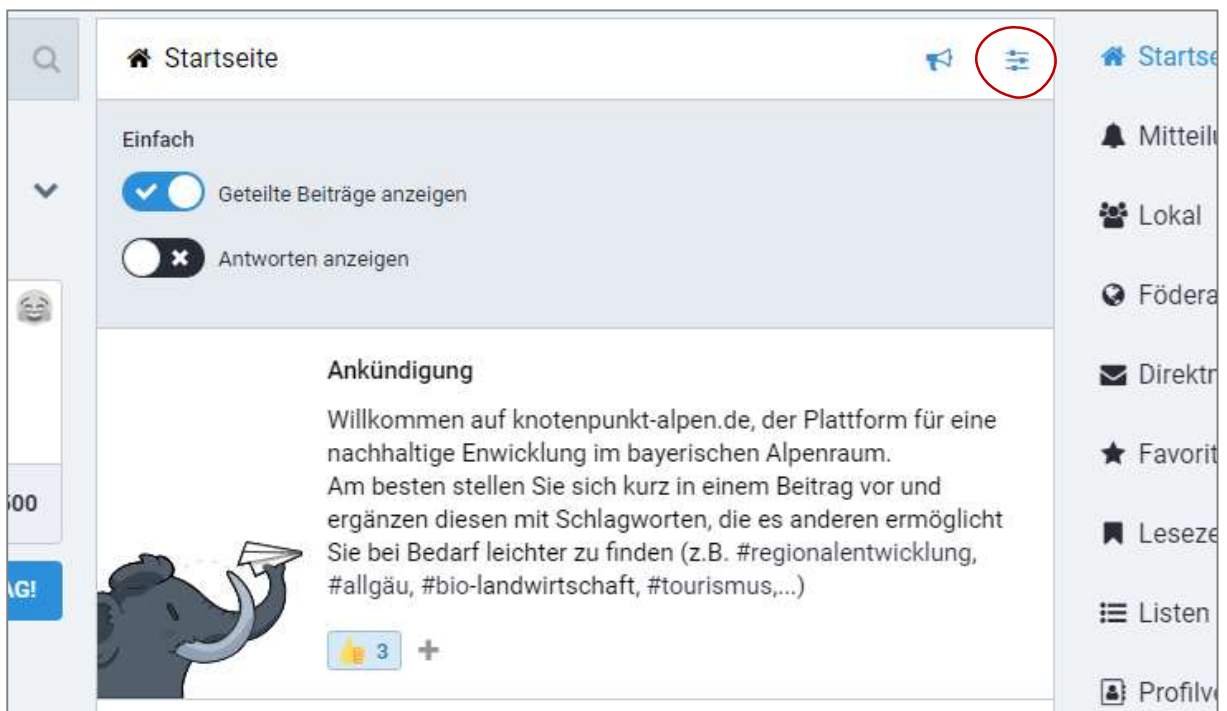 Startseite
Einfach
Geteilte Beiträge anzeigen
Antworten anzeigen
500
AG!
Ankündigung
Willkommen auf knotenpunkt-alpen.de, der Plattform für eine
nachhaltige Enwicklung im bayerischen Alpenraum.
Am besten stellen Sie sich kurz in einem Beitrag vor und
ergänzen diesen mit Schlagworten, die es anderen ermöglicht
Sie bei Bedarf leichter zu finden (z.B. #regionalentwicklung,
#allgäu, #bio-landwirtschaft, #tourismus,...)
3
Startse
Mitteil
Lokal
Födera
Direktn
Favorit
Leseze
Listen
Profilv